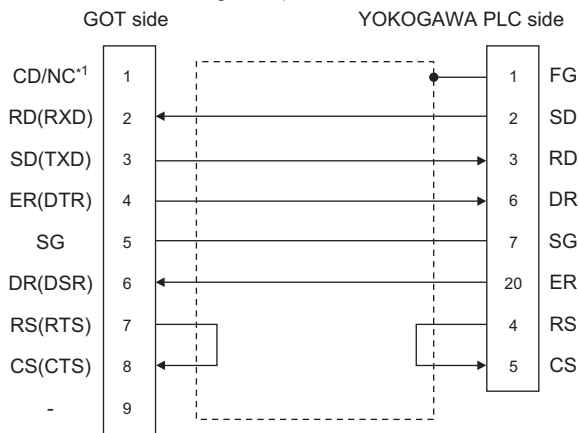 GOT side YOKOGAWA PLC side
CD/NC*1 1 1 FG
RD(RXD) 2 2 SD
SD(TXD) 3 3 RD
ER(DTR) 4 6 DR
SG 5 7 SG
DR(DSR) 6 20 ER
RS(RTS) 7 4 RS
CS(CTS) 8 5 CS
- 9